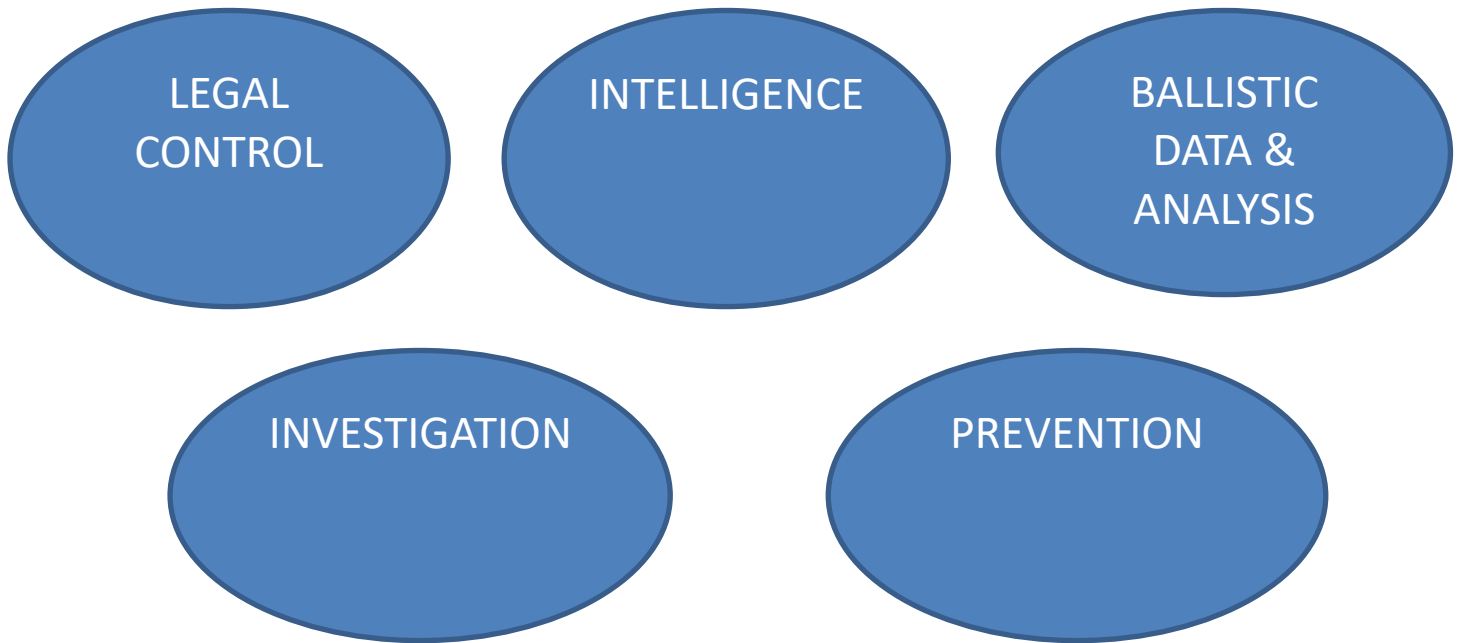 LEGAL
CONTROL
INTELLIGENCE
BALLISTIC
DATA &
ANALYSIS
INVESTIGATION
PREVENTION